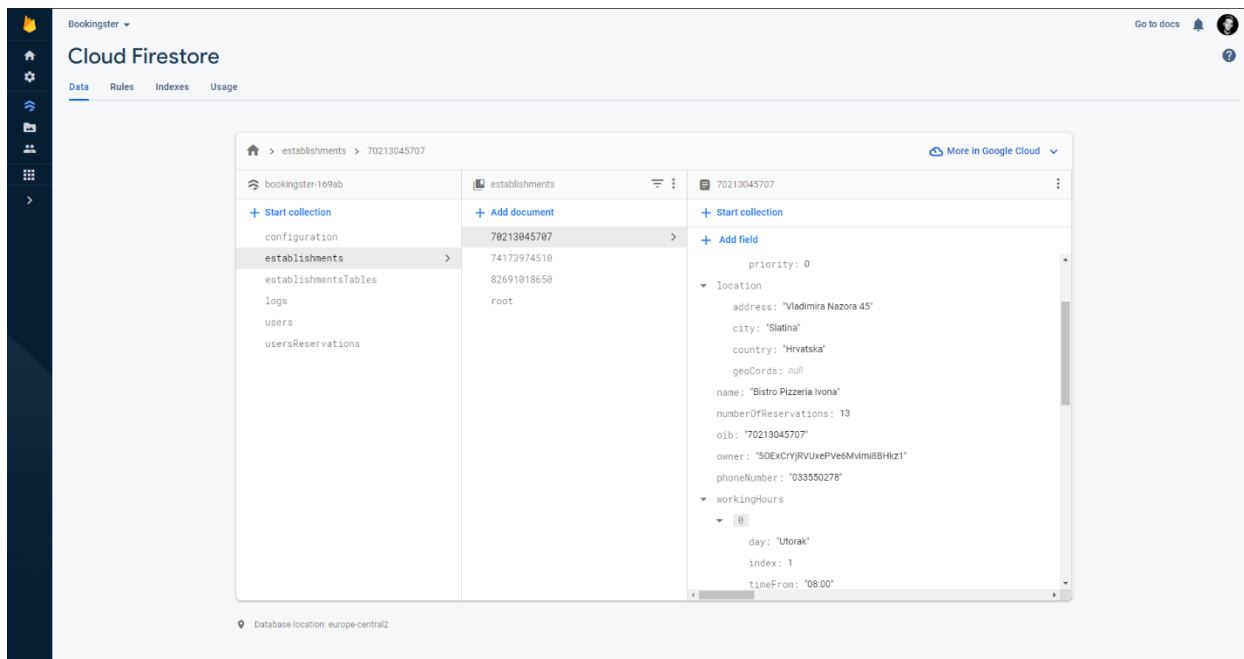 Bookingster
Go to docs
Cloud Firestore
Data Rules Indexes Usage
establishments > 70213045707
More in Google Cloud
bookingster-169ab
Start collection
configuration
establishments
establishmentsTables
logs
users
usersReservations
establishments
Add document
70213045707
74173974510
82691018650
root
70213045707
Start collection
Add field
priority: 0
location
address: "Vladimira Nazora 45"
city: "Slatina"
country: "Hrvatska"
geoCords: null
name: "Bistro Pizzeria Ivona"
numberOfReservations: 13
oib: "70213045707"
owner: "5OExCrYjRVUxePVe6Mvimi8BHkz1"
phoneNumber: "033550278"
workingHours
0
day: "Utorak"
index: 1
timeFrom: "08:00"
Database location: europe-central2